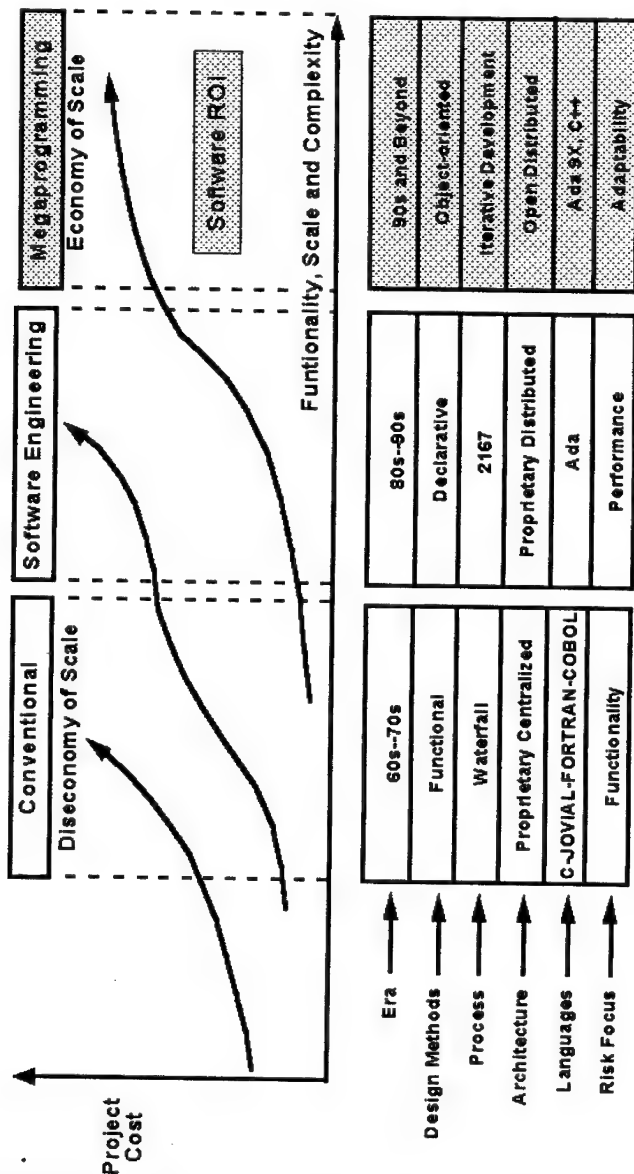 Conventional
Software Engineering
Megaprogramming
Diseconomy of Scale
Economy of Scale
Project
Cost
Software ROI
Funtionality, Scale and Complexity
Era
60s--70s
80s--90s
90s and Beyond
Design Methods
Functional
Declarative
Object-oriented
Process
Waterfall
2167
Iterative Development
Architecture
Proprietary Centralized
Proprietary Distributed
Open Distributed
Languages
C-JOVIAL-FORTRAN-COBOL
Ada
Ada 9X, C++
Risk Focus
Functionality
Performance
Adaptability